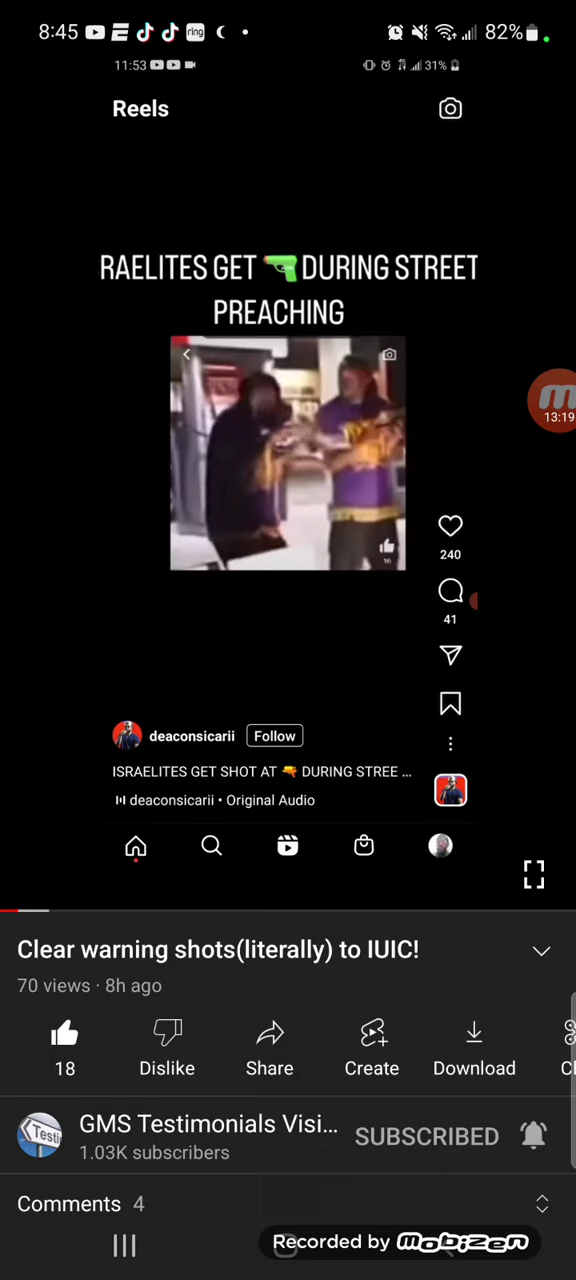 8:45
82%
11:53
31%
Reels
RAELITES GET 🔫 DURING STREET
PREACHING
13:19
16
240
41
deaconsicarii
Follow
ISRAELITES GET SHOT AT 🔫 DURING STREE ...
deaconsicarii • Original Audio
Clear warning shots(literally) to IUIC!
70 views · 8h ago
18
Dislike
Share
Create
Download
GMS Testimonials Visi...
1.03K subscribers
SUBSCRIBED
Comments 4
Recorded by mobizen